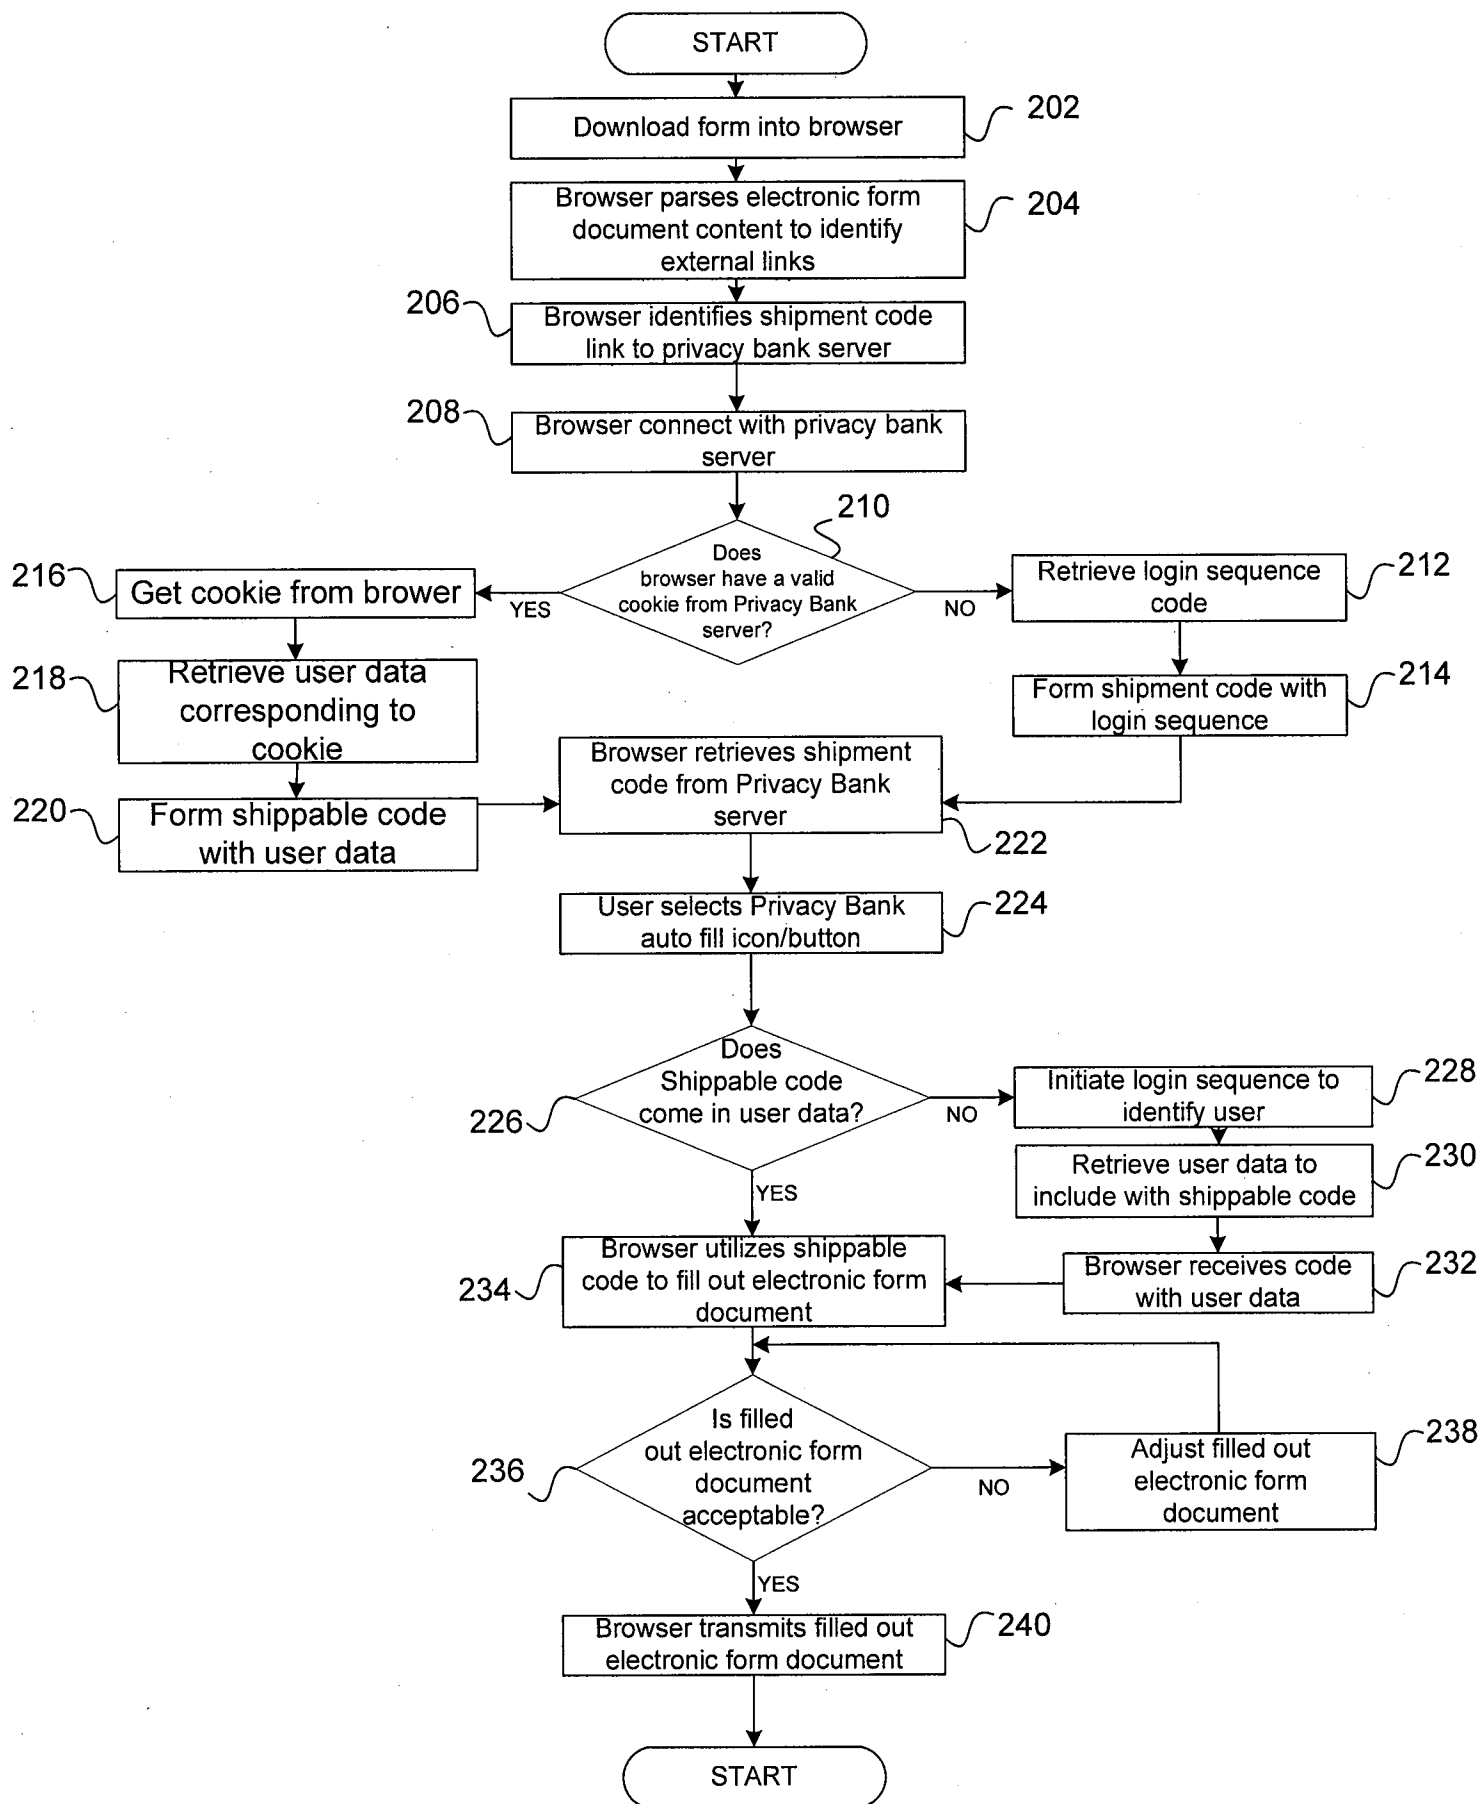 START
Download form into browser
202
Browser parses electronic form
document content to identify
external links
204
206
Browser identifies shipment code
link to privacy bank server
208
Browser connect with privacy bank
server
210
Does
browser have a valid
cookie from Privacy Bank
server?
YES
NO
216
Get cookie from brower
Retrieve login sequence
code
212
218
Retrieve user data
corresponding to
cookie
Form shipment code with
login sequence
214
220
Form shippable code
with user data
Browser retrieves shipment
code from Privacy Bank
server
222
User selects Privacy Bank
auto fill icon/button
224
Does
Shippable code
come in user data?
226
NO
YES
Initiate login sequence to
identify user
228
Retrieve user data to
include with shippable code
230
Browser receives code
with user data
232
234
Browser utilizes shippable
code to fill out electronic form
document
236
Is filled
out electronic form
document
acceptable?
NO
YES
Adjust filled out
electronic form
document
238
Browser transmits filled out
electronic form document
240
START